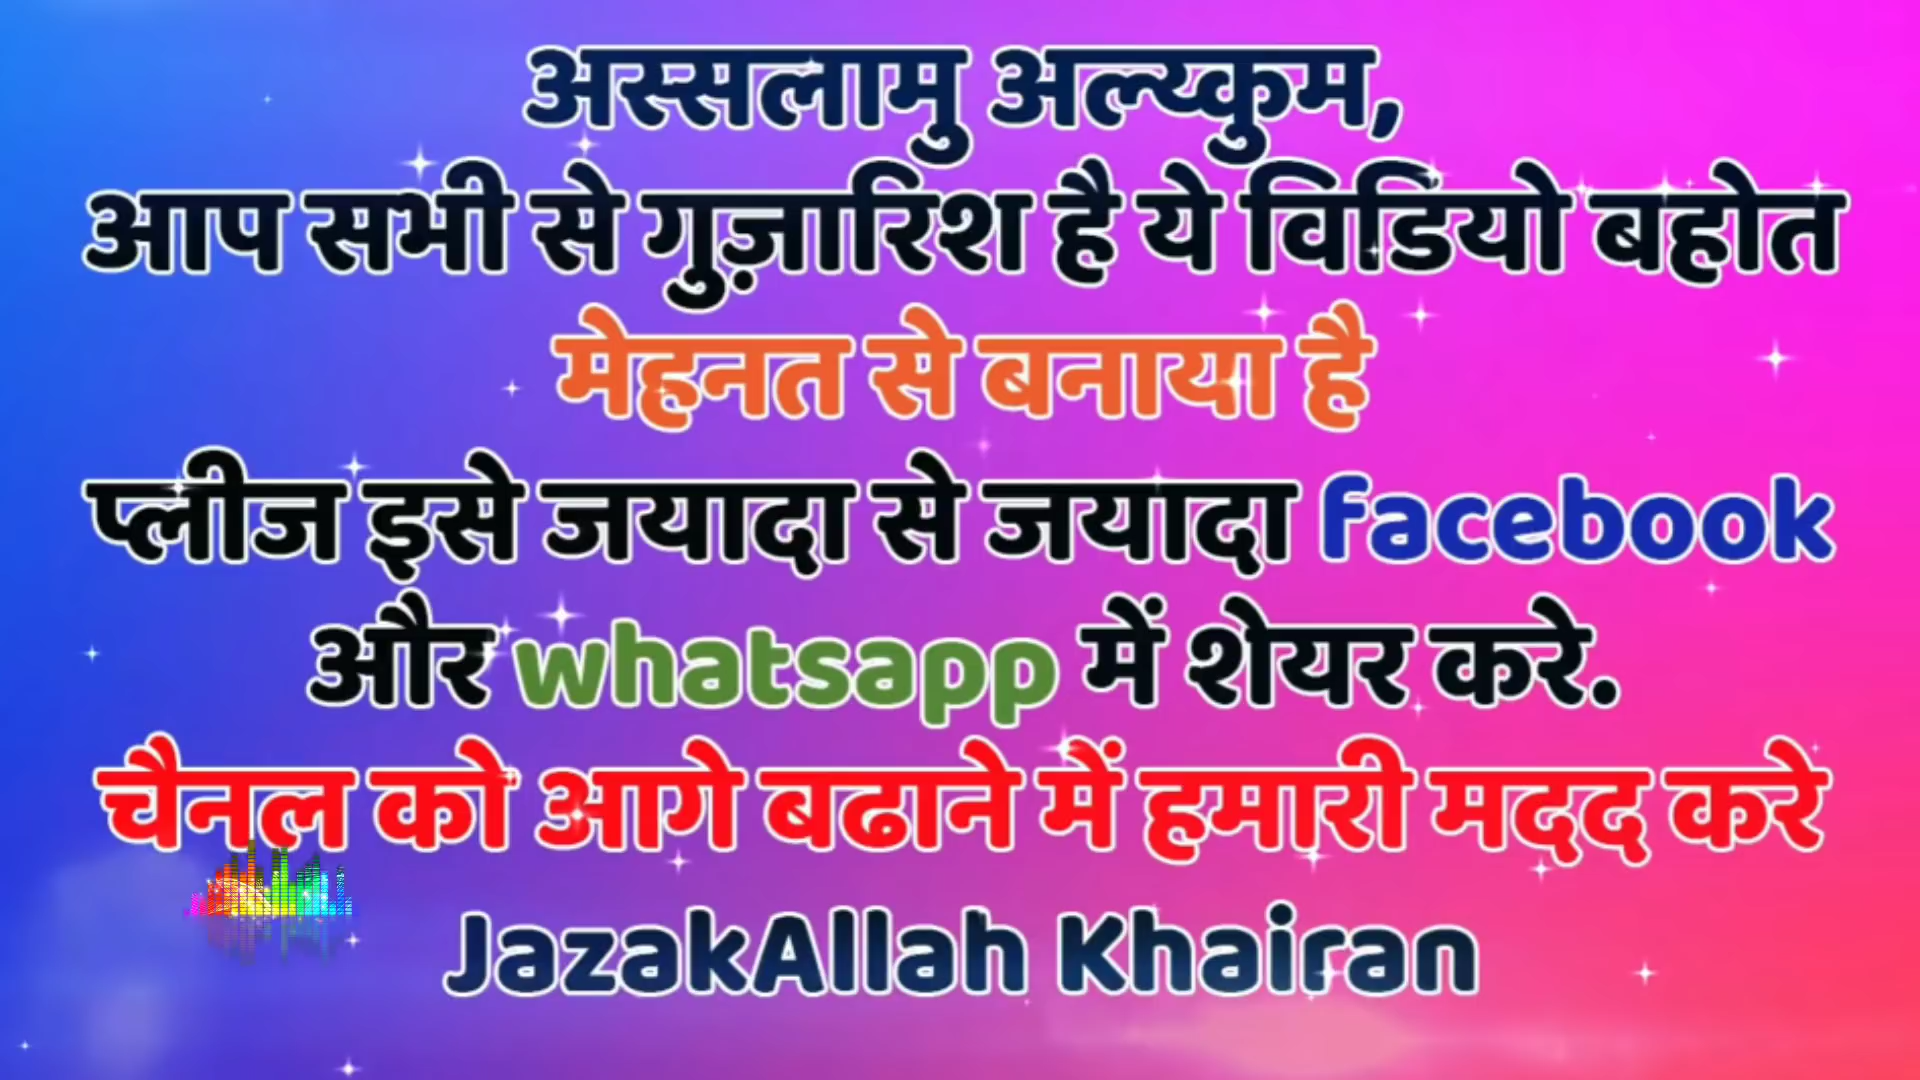 अस्सलामु अल्य्कुम,
आप सभी से गुज़ारिश है ये विडियो बहोत
मेहनत से बनाया है
प्लीज इसे जयादा से जयादा facebook
और whatsapp में शेयर करे.
चैनल को आगे बढाने में हमारी मदद करे
JazakAllah Khairan